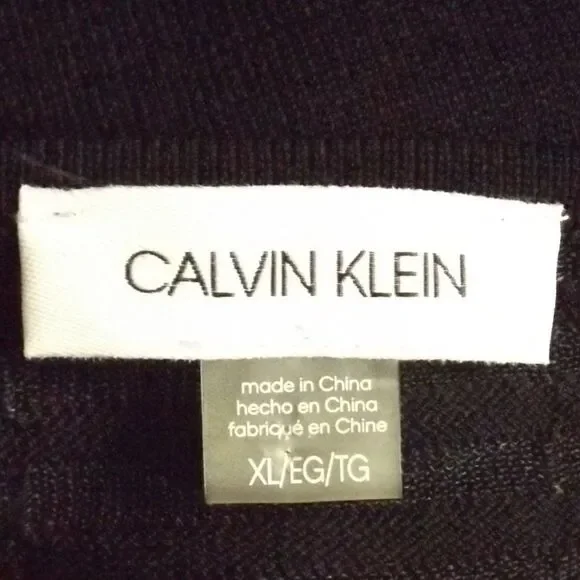 CALVIN KLEIN
made in China
hecho en China
fabriqué en Chine
XL/EG/TG